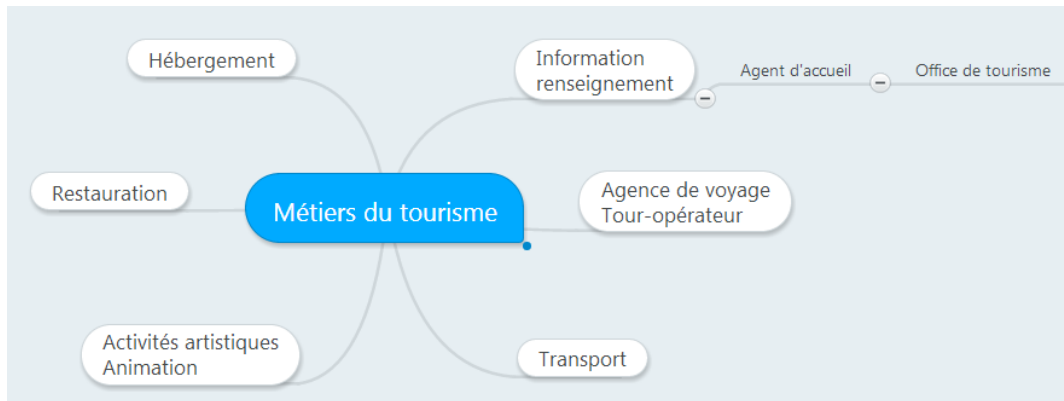 Hébergement
Information
renseignement
Agent d'accueil
Office de tourisme
Restauration
Métiers du tourisme
Agence de voyage
Tour-opérateur
Activités artistiques
Animation
Transport